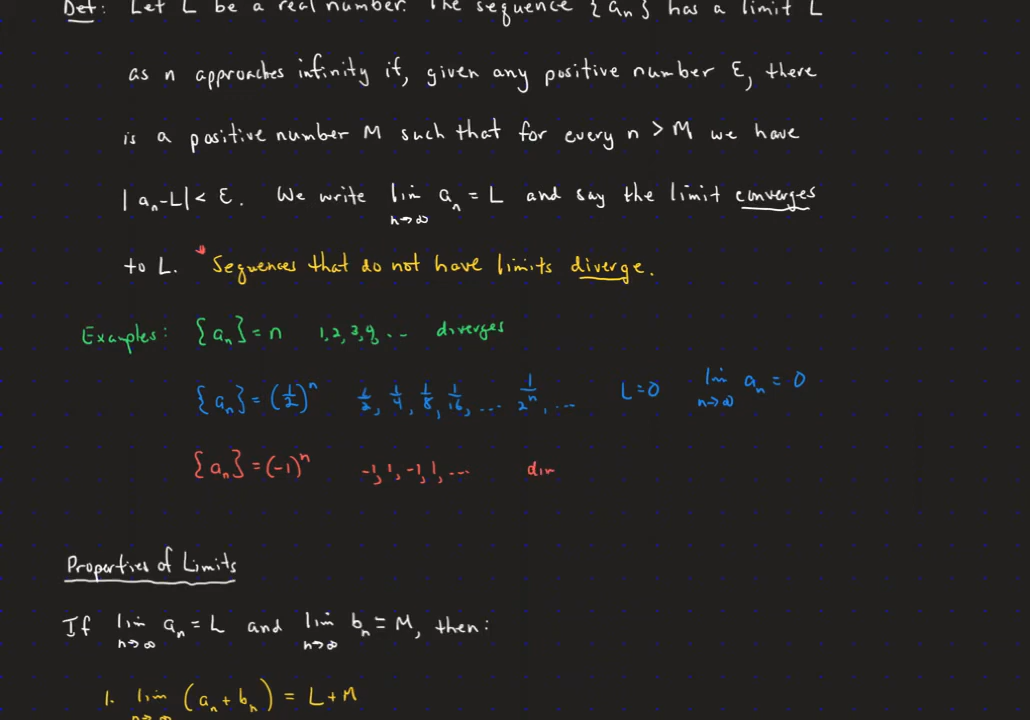 Def: Let L be a real number. The sequence {aₙ} has a limit L
as n approaches infinity if, given any positive number ε, there
is a positive number M such that for every n > M we have
|aₙ-L| < ε. We write lim n→∞ aₙ = L and say the limit converges
to L. *Sequences that do not have limits diverge.
Examples: {aₙ} = n 1, 2, 3, 4, ... diverges
{aₙ} = (1/2)ⁿ 1/2, 1/4, 1/8, 1/16, ... 1/2ⁿ, ... L=0 lim n→∞ aₙ = 0
{aₙ} = (-1)ⁿ -1, 1, -1, 1, ... div
Properties of Limits
If lim n→∞ aₙ = L and lim n→∞ bₙ = M, then:
1. lim n→∞ (aₙ + bₙ) = L + M